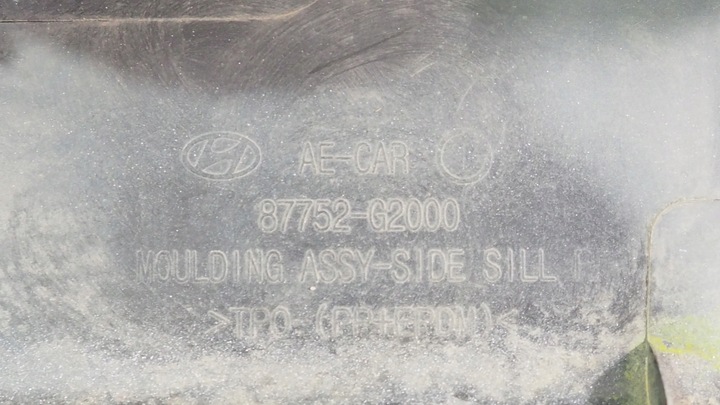 AE-CAR
87752-G2000
MOULDING ASSY-SIDE SILL
>TPO-(PP+EPDM)<